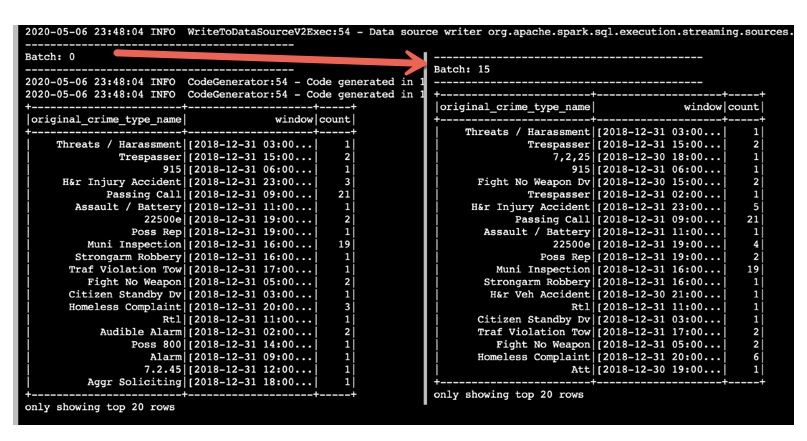 2020-05-06 23:48:04 INFO  WriteToDataSourceV2Exec:54 - Data source writer org.apache.spark.sql.execution.streaming.sources.
-------------------------------------------
Batch: 0
-------------------------------------------
2020-05-06 23:48:04 INFO  CodeGenerator:54 - Code generated in 1
2020-05-06 23:48:04 INFO  CodeGenerator:54 - Code generated in 1
+------------------------+--------------------+-----+
|original_crime_type_name|              window|count|
+------------------------+--------------------+-----+
|    Threats / Harassment|[2018-12-31 03:00...|    1|
|              Trespasser|[2018-12-31 15:00...|    2|
|                     915|[2018-12-31 06:00...|    1|
|     H&r Injury Accident|[2018-12-31 23:00...|    3|
|            Passing Call|[2018-12-31 09:00...|   21|
|       Assault / Battery|[2018-12-31 11:00...|    1|
|                  22500e|[2018-12-31 19:00...|    2|
|                Poss Rep|[2018-12-31 19:00...|    1|
|         Muni Inspection|[2018-12-31 16:00...|   19|
|       Strongarm Robbery|[2018-12-31 16:00...|    1|
|      Traf Violation Tow|[2018-12-31 17:00...|    1|
|         Fight No Weapon|[2018-12-31 05:00...|    2|
|      Citizen Standby Dv|[2018-12-31 03:00...|    1|
|      Homeless Complaint|[2018-12-31 20:00...|    3|
|                     Rtl|[2018-12-31 11:00...|    1|
|           Audible Alarm|[2018-12-31 02:00...|    2|
|                Poss 800|[2018-12-31 14:00...|    1|
|                   Alarm|[2018-12-31 09:00...|    1|
|                  7.2.45|[2018-12-31 12:00...|    1|
|         Aggr Soliciting|[2018-12-31 18:00...|    1|
+------------------------+--------------------+-----+
only showing top 20 rows
-------------------------------------------
Batch: 15
-------------------------------------------
+------------------------+--------------------+-----+
|original_crime_type_name|              window|count|
+------------------------+--------------------+-----+
|    Threats / Harassment|[2018-12-31 03:00...|    1|
|              Trespasser|[2018-12-31 15:00...|    2|
|                  7,2,25|[2018-12-30 18:00...|    1|
|                     915|[2018-12-31 06:00...|    1|
|      Fight No Weapon Dv|[2018-12-30 15:00...|    2|
|              Trespasser|[2018-12-31 02:00...|    1|
|     H&r Injury Accident|[2018-12-31 23:00...|    5|
|            Passing Call|[2018-12-31 09:00...|   21|
|       Assault / Battery|[2018-12-31 11:00...|    1|
|                  22500e|[2018-12-31 19:00...|    4|
|                Poss Rep|[2018-12-31 19:00...|    2|
|         Muni Inspection|[2018-12-31 16:00...|   19|
|       Strongarm Robbery|[2018-12-31 16:00...|    1|
|        H&r Veh Accident|[2018-12-30 21:00...|    1|
|                     Rtl|[2018-12-31 11:00...|    1|
|      Citizen Standby Dv|[2018-12-31 03:00...|    1|
|      Traf Violation Tow|[2018-12-31 17:00...|    2|
|         Fight No Weapon|[2018-12-31 05:00...|    2|
|      Homeless Complaint|[2018-12-31 20:00...|    6|
|                     Att|[2018-12-30 19:00...|    1|
+------------------------+--------------------+-----+
only showing top 20 rows